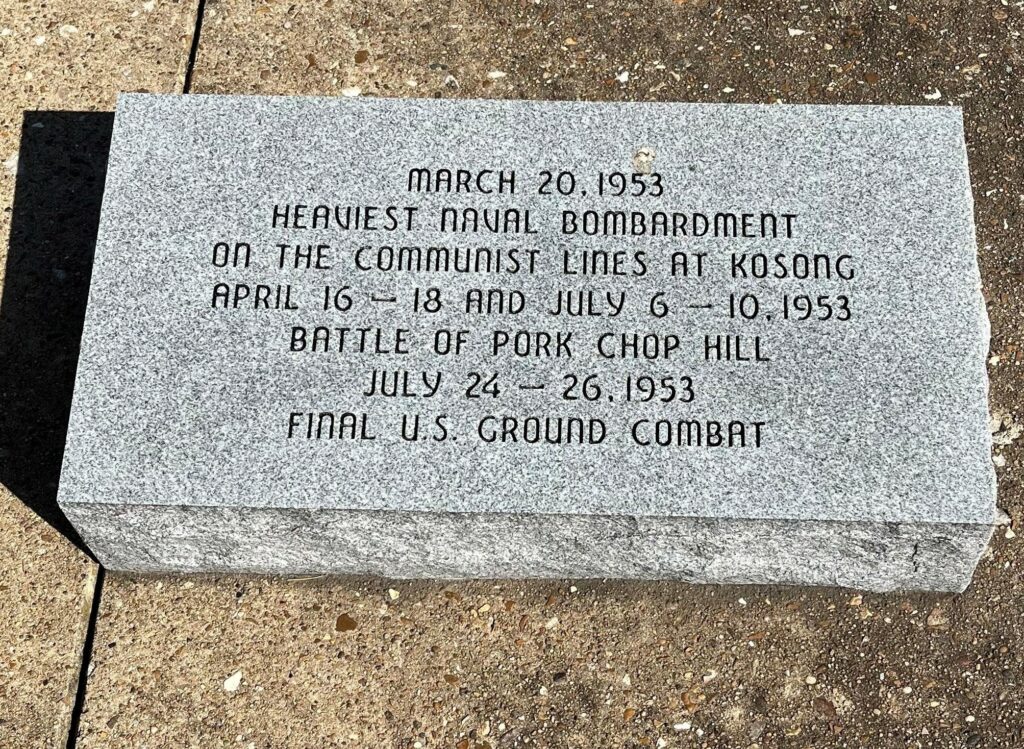 MARCH 20, 1953
HEAVIEST NAVAL BOMBARDMENT
ON THE COMMUNIST LINES AT KOSONG
APRIL 16 — 18 AND JULY 6 — 10, 1953
BATTLE OF PORK CHOP HILL
JULY 24 — 26, 1953
FINAL U.S. GROUND COMBAT